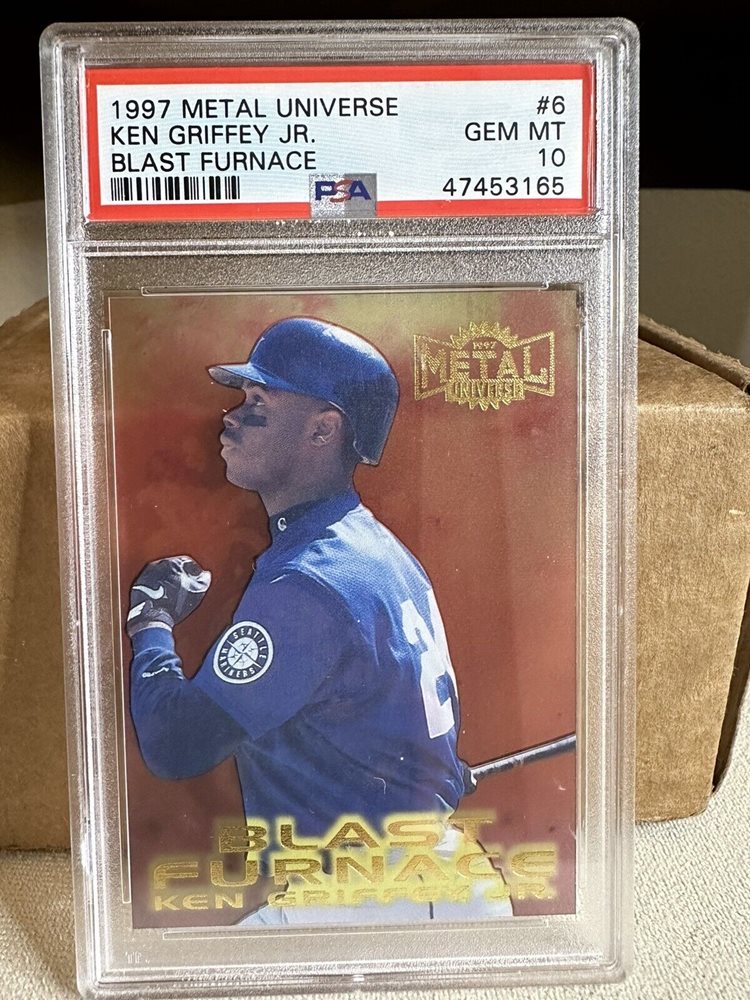 1997 METAL UNIVERSE #6
KEN GRIFFEY JR. GEM MT
BLAST FURNACE 10
PSA 47453165
1997
METAL
UNIVERSE
C
SEATTLE
MARINERS
2
BLAST
FURNACE
KEN GRIFFEY JR.